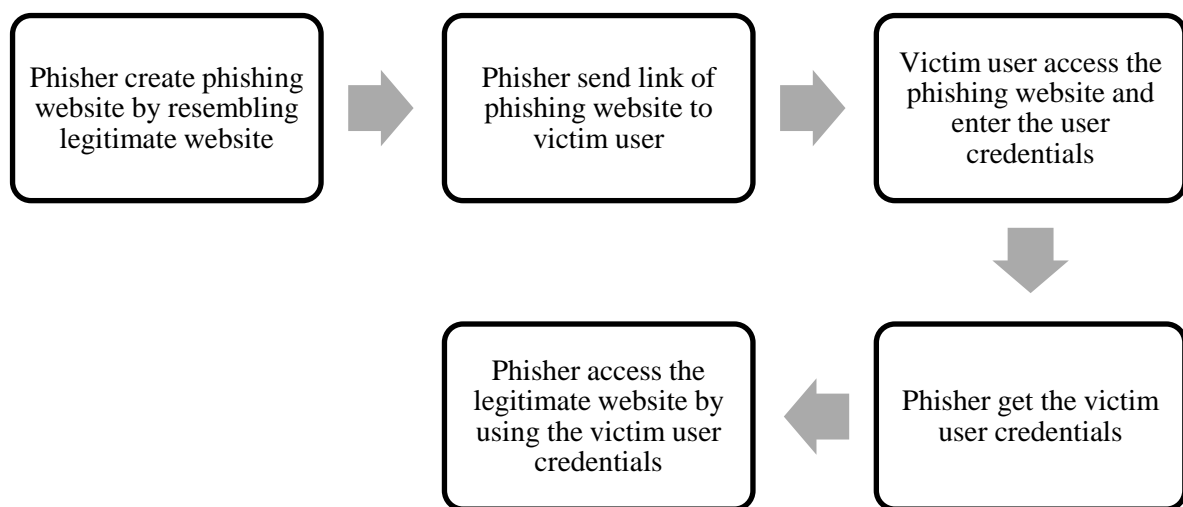 Phisher create phishing
website by resembling
legitimate website
Phisher send link of
phishing website to
victim user
Victim user access the
phishing website and
enter the user
credentials
Phisher get the victim
user credentials
Phisher access the
legitimate website by
using the victim user
credentials